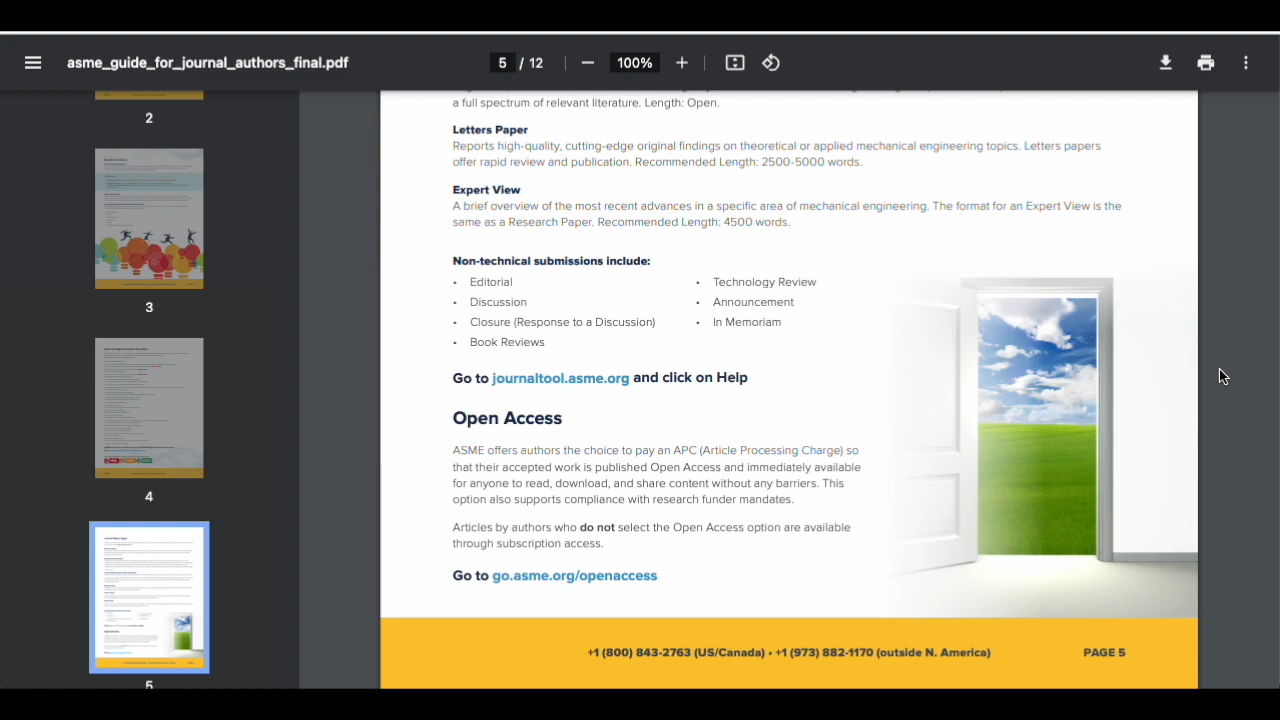 asme_guide_for_journal_authors_final.pdf
5 / 12
100%
2
3
4
5
a full spectrum of relevant literature. Length: Open.
Letters Paper
Reports high-quality, cutting-edge original findings on theoretical or applied mechanical engineering topics. Letters papers
offer rapid review and publication. Recommended Length: 2500-5000 words.
Expert View
A brief overview of the most recent advances in a specific area of mechanical engineering. The format for an Expert View is the
same as a Research Paper. Recommended Length: 4500 words.
Non-technical submissions include:
• Editorial
• Discussion
• Closure (Response to a Discussion)
• Book Reviews
• Technology Review
• Announcement
• In Memoriam
Go to journaltool.asme.org and click on Help
Open Access
ASME offers authors the choice to pay an APC (Article Processing Charge) so
that their accepted work is published Open Access and immediately available
for anyone to read, download, and share content without any barriers. This
option also supports compliance with research funder mandates.
Articles by authors who do not select the Open Access option are available
through subscription access.
Go to go.asme.org/openaccess
+1 (800) 843-2763 (US/Canada) • +1 (973) 882-1170 (outside N. America)
PAGE 5